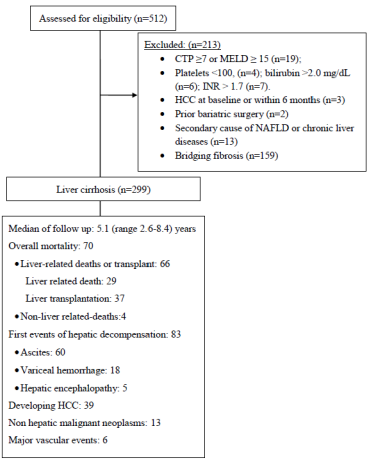 Assessed for eligibility (n=512)
Excluded: (n=213)
• CTP ≥7 or MELD ≥ 15 (n=19);
• Platelets <100, (n=4); bilirubin >2.0 mg/dL
(n=6); INR > 1.7 (n=7).
• HCC at baseline or within 6 months (n=3)
• Prior bariatric surgery (n=2)
• Secondary cause of NAFLD or chronic liver
diseases (n=13)
• Bridging fibrosis (n=159)
Liver cirrhosis (n=299)
Median of follow up: 5.1 (range 2.6-8.4) years
Overall mortality: 70
•Liver-related deaths or transplant: 66
Liver related death: 29
Liver transplantation: 37
•Non-liver related-deaths:4
First events of hepatic decompensation: 83
•Ascites: 60
•Variceal hemorrhage: 18
•Hepatic encephalopathy: 5
Developing HCC: 39
Non hepatic malignant neoplasms: 13
Major vascular events: 6